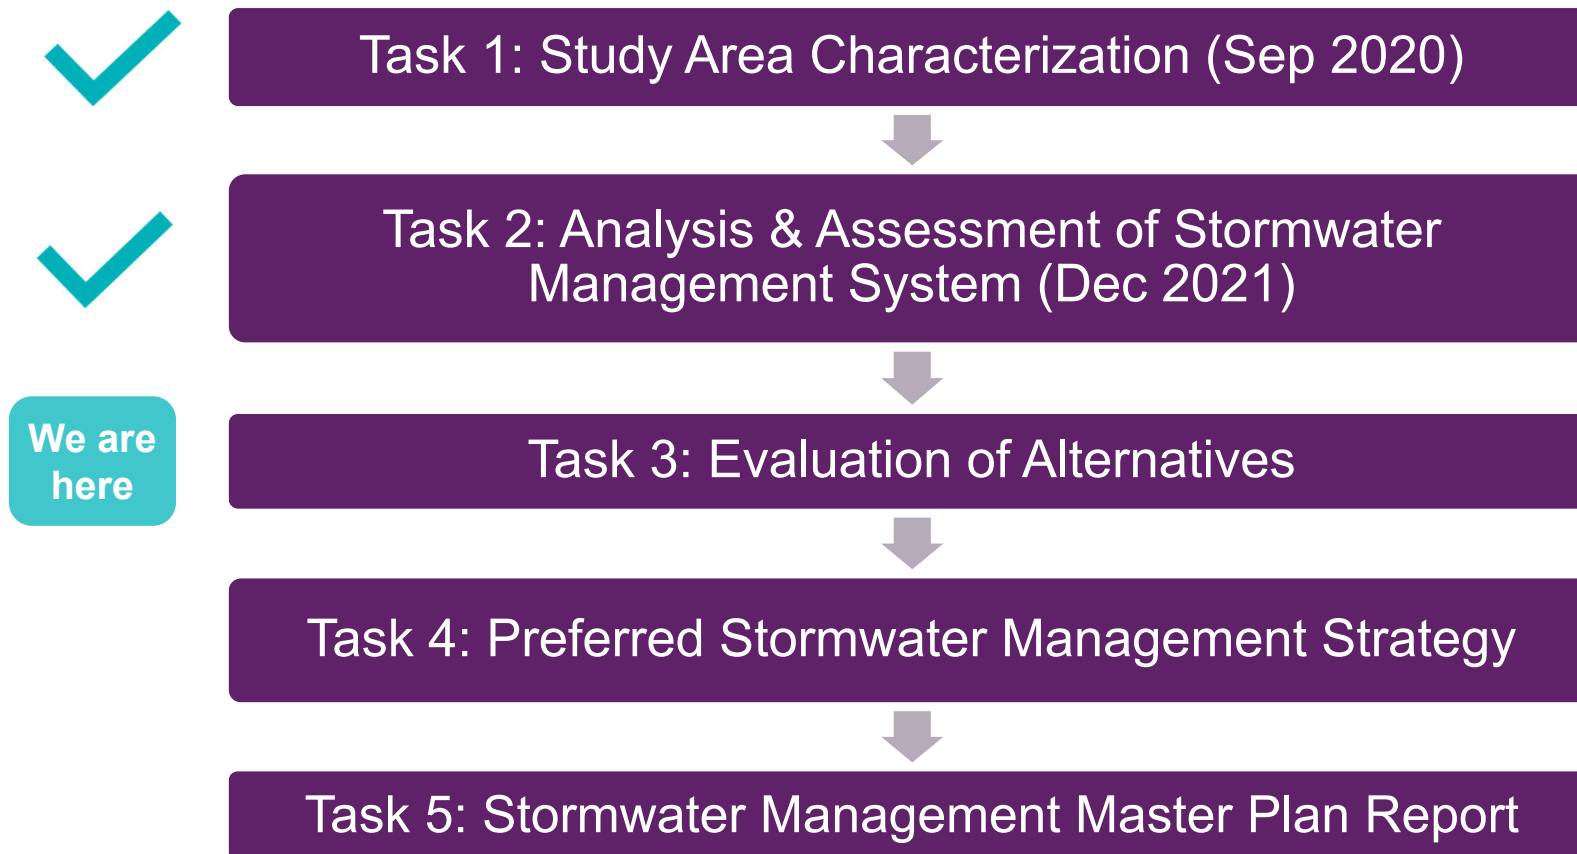 Task 1: Study Area Characterization (Sep 2020)
Task 2: Analysis & Assessment of Stormwater
Management System (Dec 2021)
We are
here
Task 3: Evaluation of Alternatives
Task 4: Preferred Stormwater Management Strategy
Task 5: Stormwater Management Master Plan Report